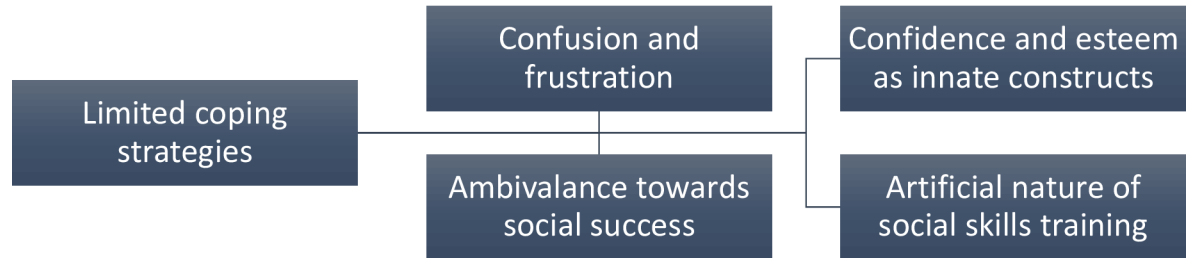 Limited coping
strategies
Confusion and
frustration
Ambivalance towards
social success
Confidence and esteem
as innate constructs
Artificial nature of
social skills training